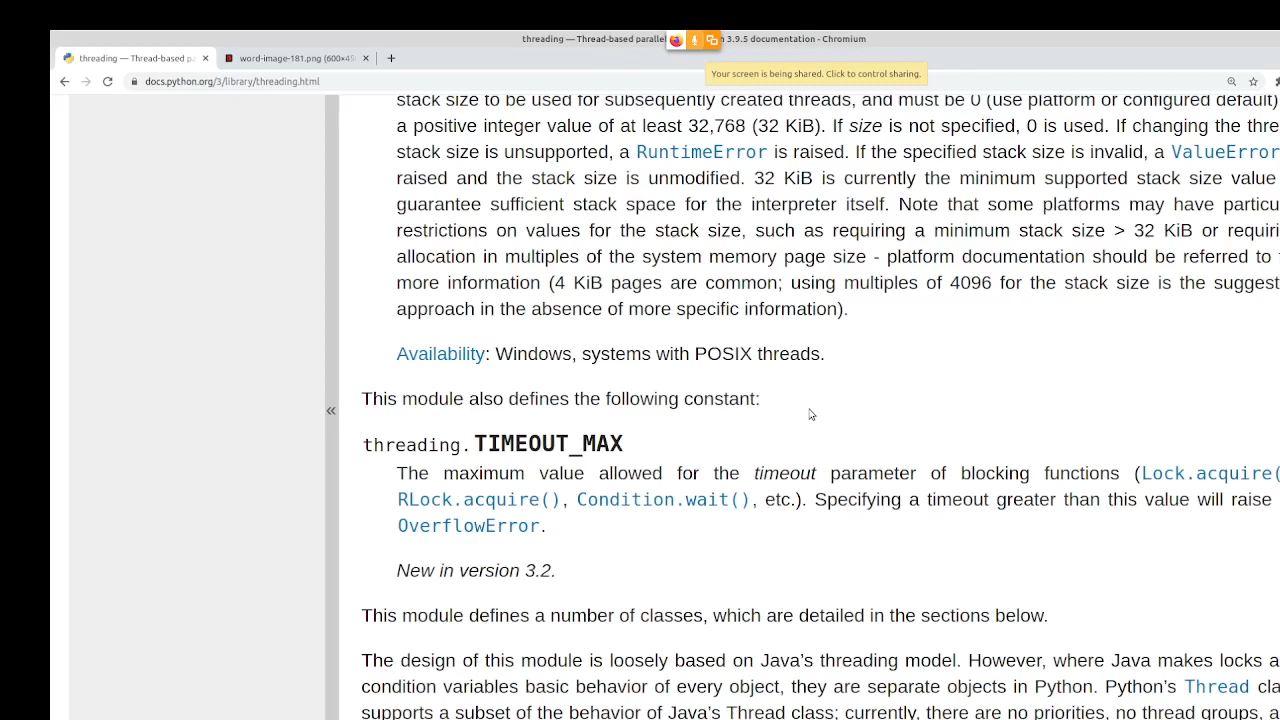 threading — Thread-based parallel
n 3.9.5 documentation - Chromium
threading — Thread-based pa
word-image-181.png (600×45
Your screen is being shared. Click to control sharing.
docs.python.org/3/library/threading.html
stack size to be used for subsequently created threads, and must be 0 (use platform or configured default)
a positive integer value of at least 32,768 (32 KiB). If size is not specified, 0 is used. If changing the thre
stack size is unsupported, a RuntimeError is raised. If the specified stack size is invalid, a ValueError
raised and the stack size is unmodified. 32 KiB is currently the minimum supported stack size value
guarantee sufficient stack space for the interpreter itself. Note that some platforms may have particu
restrictions on values for the stack size, such as requiring a minimum stack size > 32 KiB or requiri
allocation in multiples of the system memory page size - platform documentation should be referred to
more information (4 KiB pages are common; using multiples of 4096 for the stack size is the suggest
approach in the absence of more specific information).
Availability: Windows, systems with POSIX threads.
This module also defines the following constant:
threading.TIMEOUT_MAX
The maximum value allowed for the timeout parameter of blocking functions (Lock.acquire(
RLock.acquire(), Condition.wait(), etc.). Specifying a timeout greater than this value will raise
OverflowError.
New in version 3.2.
This module defines a number of classes, which are detailed in the sections below.
The design of this module is loosely based on Java's threading model. However, where Java makes locks a
condition variables basic behavior of every object, they are separate objects in Python. Python's Thread cla
supports a subset of the behavior of Java's Thread class; currently, there are no priorities, no thread groups, a